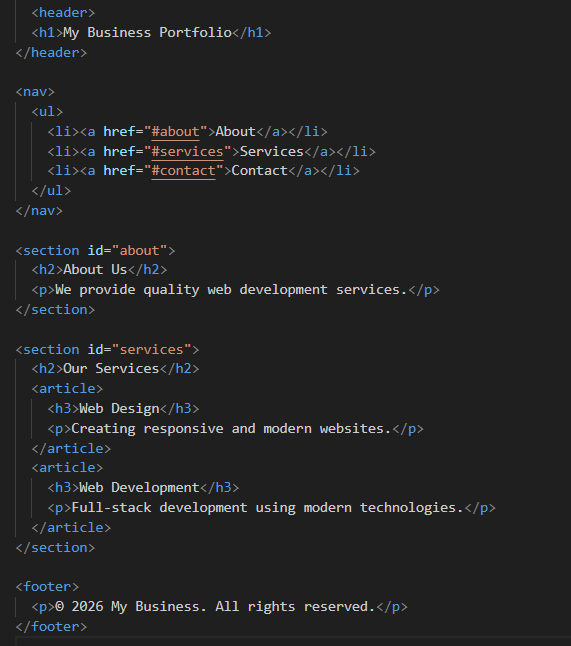 <header>
  <h1>My Business Portfolio</h1>
</header>

<nav>
  <ul>
    <li><a href="#about">About</a></li>
    <li><a href="#services">Services</a></li>
    <li><a href="#contact">Contact</a></li>
  </ul>
</nav>

<section id="about">
  <h2>About Us</h2>
  <p>We provide quality web development services.</p>
</section>

<section id="services">
  <h2>Our Services</h2>
  <article>
    <h3>Web Design</h3>
    <p>Creating responsive and modern websites.</p>
  </article>
  <article>
    <h3>Web Development</h3>
    <p>Full-stack development using modern technologies.</p>
  </article>
</section>

<footer>
  <p>© 2026 My Business. All rights reserved.</p>
</footer>